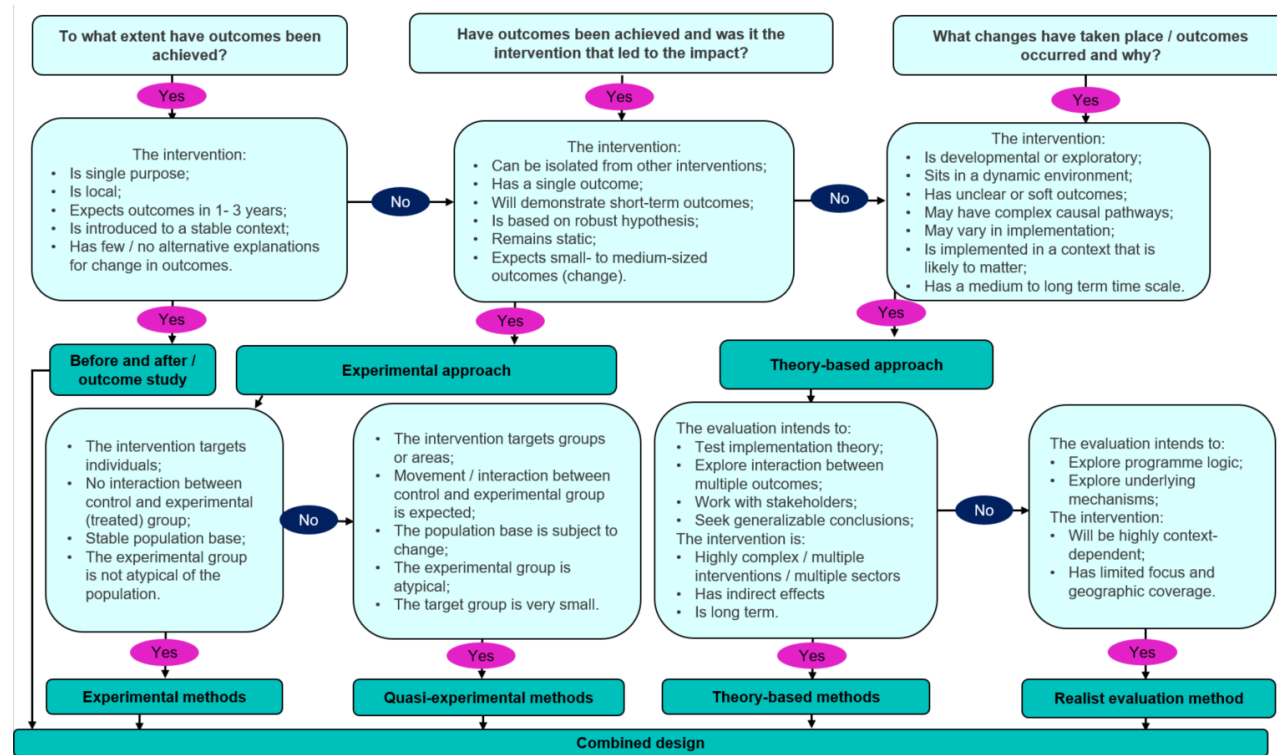 To what extent have outcomes been
achieved?
Have outcomes been achieved and was it the
intervention that led to the impact?
What changes have taken place / outcomes
occurred and why?
Yes
Yes
Yes
The intervention:
• Is single purpose;
• Is local;
• Expects outcomes in 1- 3 years;
• Is introduced to a stable context;
• Has few / no alternative explanations
for change in outcomes.
No
The intervention:
• Can be isolated from other interventions;
• Has a single outcome;
• Will demonstrate short-term outcomes;
• Is based on robust hypothesis;
• Remains static;
• Expects small- to medium-sized
outcomes (change).
No
The intervention:
• Is developmental or exploratory;
• Sits in a dynamic environment;
• Has unclear or soft outcomes;
• May have complex causal pathways;
• May vary in implementation;
• Is implemented in a context that is
likely to matter;
• Has a medium to long term time scale.
Yes
Yes
Yes
Before and after /
outcome study
Experimental approach
Theory-based approach
• The intervention targets
individuals;
• No interaction between
control and experimental
(treated) group;
• Stable population base;
• The experimental group
is not atypical of the
population.
No
• The intervention targets groups
or areas;
• Movement / interaction between
control and experimental group
is expected;
• The population base is subject to
change;
• The experimental group is
atypical;
• The target group is very small.
The evaluation intends to:
• Test implementation theory;
• Explore interaction between
multiple outcomes;
• Work with stakeholders;
• Seek generalizable conclusions;
The intervention is:
• Highly complex / multiple
interventions / multiple sectors
• Has indirect effects
• Is long term.
No
The evaluation intends to:
• Explore programme logic;
• Explore underlying
mechanisms;
The intervention:
• Will be highly context-
dependent;
• Has limited focus and
geographic coverage.
Yes
Yes
Yes
Yes
Experimental methods
Quasi-experimental methods
Theory-based methods
Realist evaluation method
Combined design